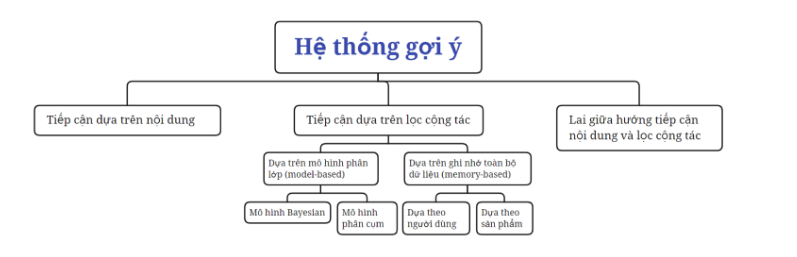 Hệ thống gợi ý
Tiếp cận dựa trên nội dung
Tiếp cận dựa trên lọc cộng tác
Lai giữa hướng tiếp cận
nội dung và lọc cộng tác
Dựa trên mô hình phân
lớp (model-based)
Dựa trên ghi nhớ toàn bộ
dữ liệu (memory-based)
Mô hình Bayesian
Mô hình
phân cụm
Dựa theo
người dùng
Dựa theo
sản phẩm